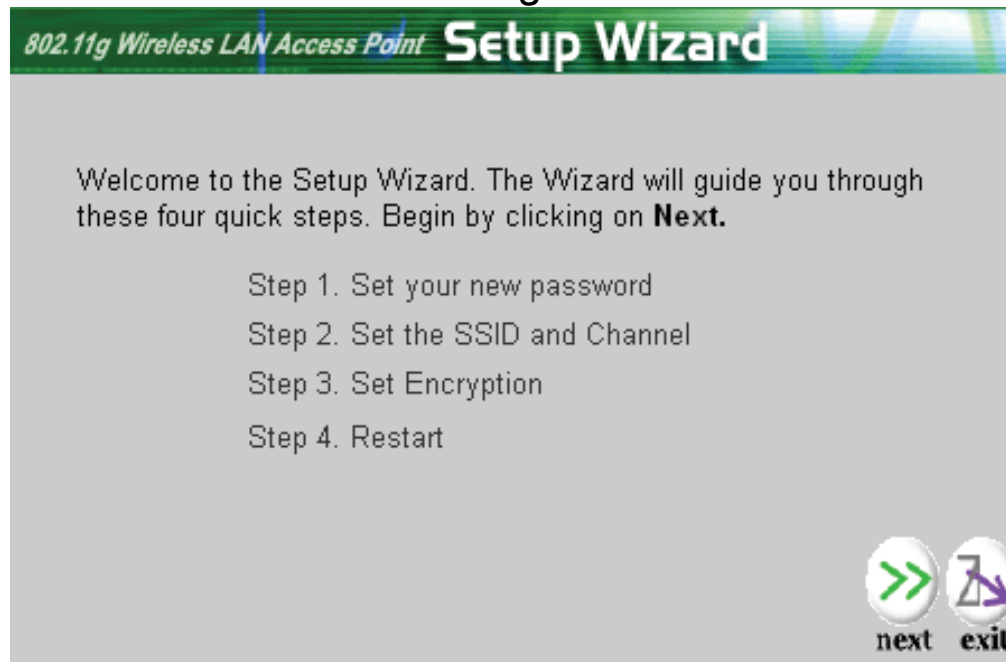 802.11g Wireless LAN Access Point Setup Wizard
Welcome to the Setup Wizard. The Wizard will guide you through
these four quick steps. Begin by clicking on Next.
Step 1. Set your new password
Step 2. Set the SSID and Channel
Step 3. Set Encryption
Step 4. Restart
next exit